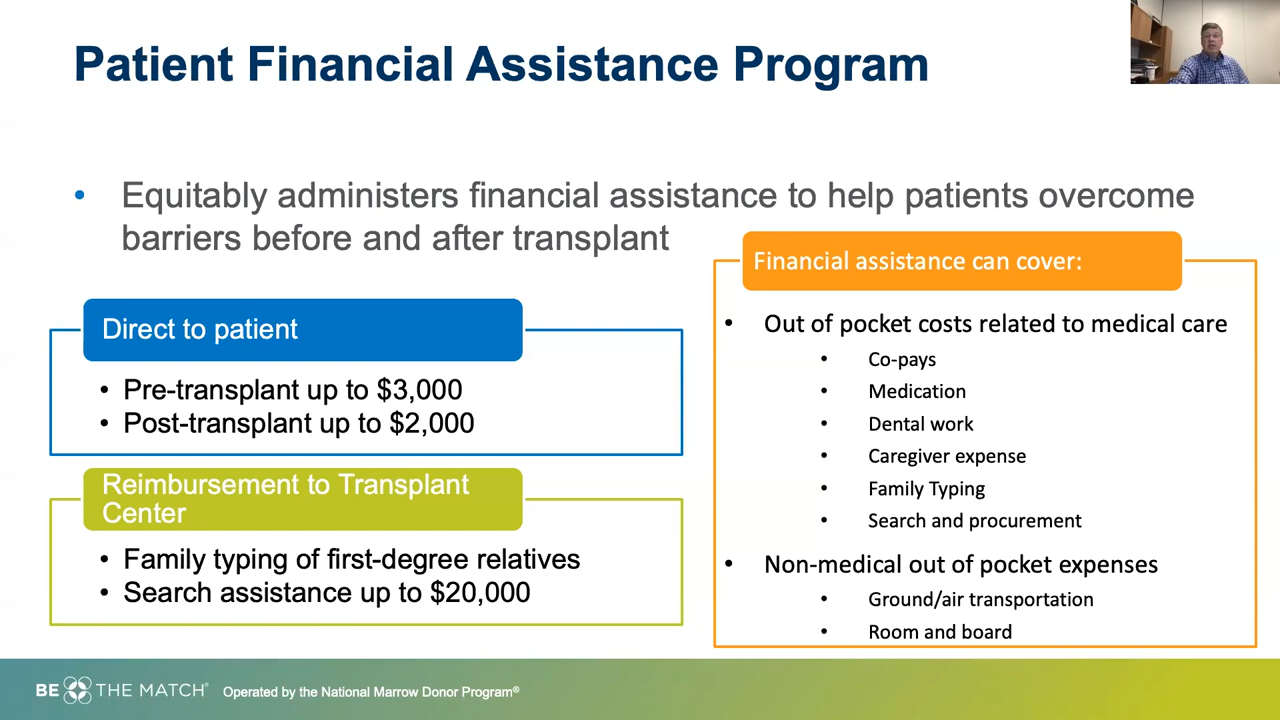 Patient Financial Assistance Program
• Equitably administers financial assistance to help patients overcome
barriers before and after transplant
Direct to patient
• Pre-transplant up to $3,000
• Post-transplant up to $2,000
Reimbursement to Transplant
Center
• Family typing of first-degree relatives
• Search assistance up to $20,000
Financial assistance can cover:
• Out of pocket costs related to medical care
• Co-pays
• Medication
• Dental work
• Caregiver expense
• Family Typing
• Search and procurement
• Non-medical out of pocket expenses
• Ground/air transportation
• Room and board
BE THE MATCH® Operated by the National Marrow Donor Program®